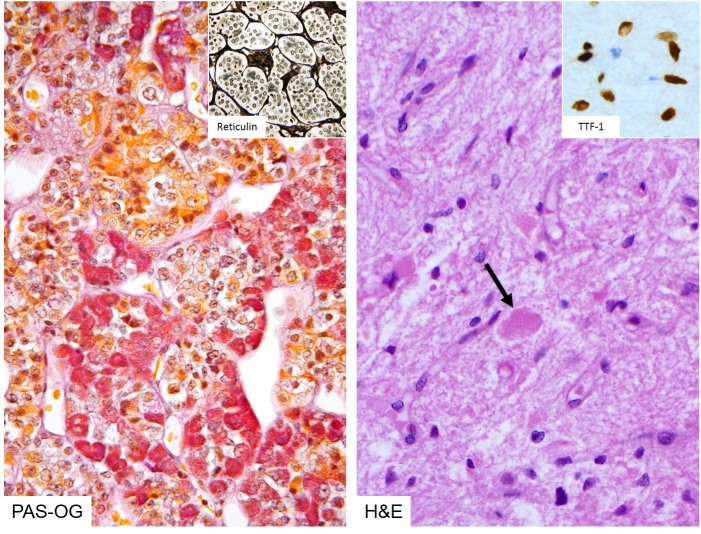 Reticulin
TTF-1
PAS-OG
H&E